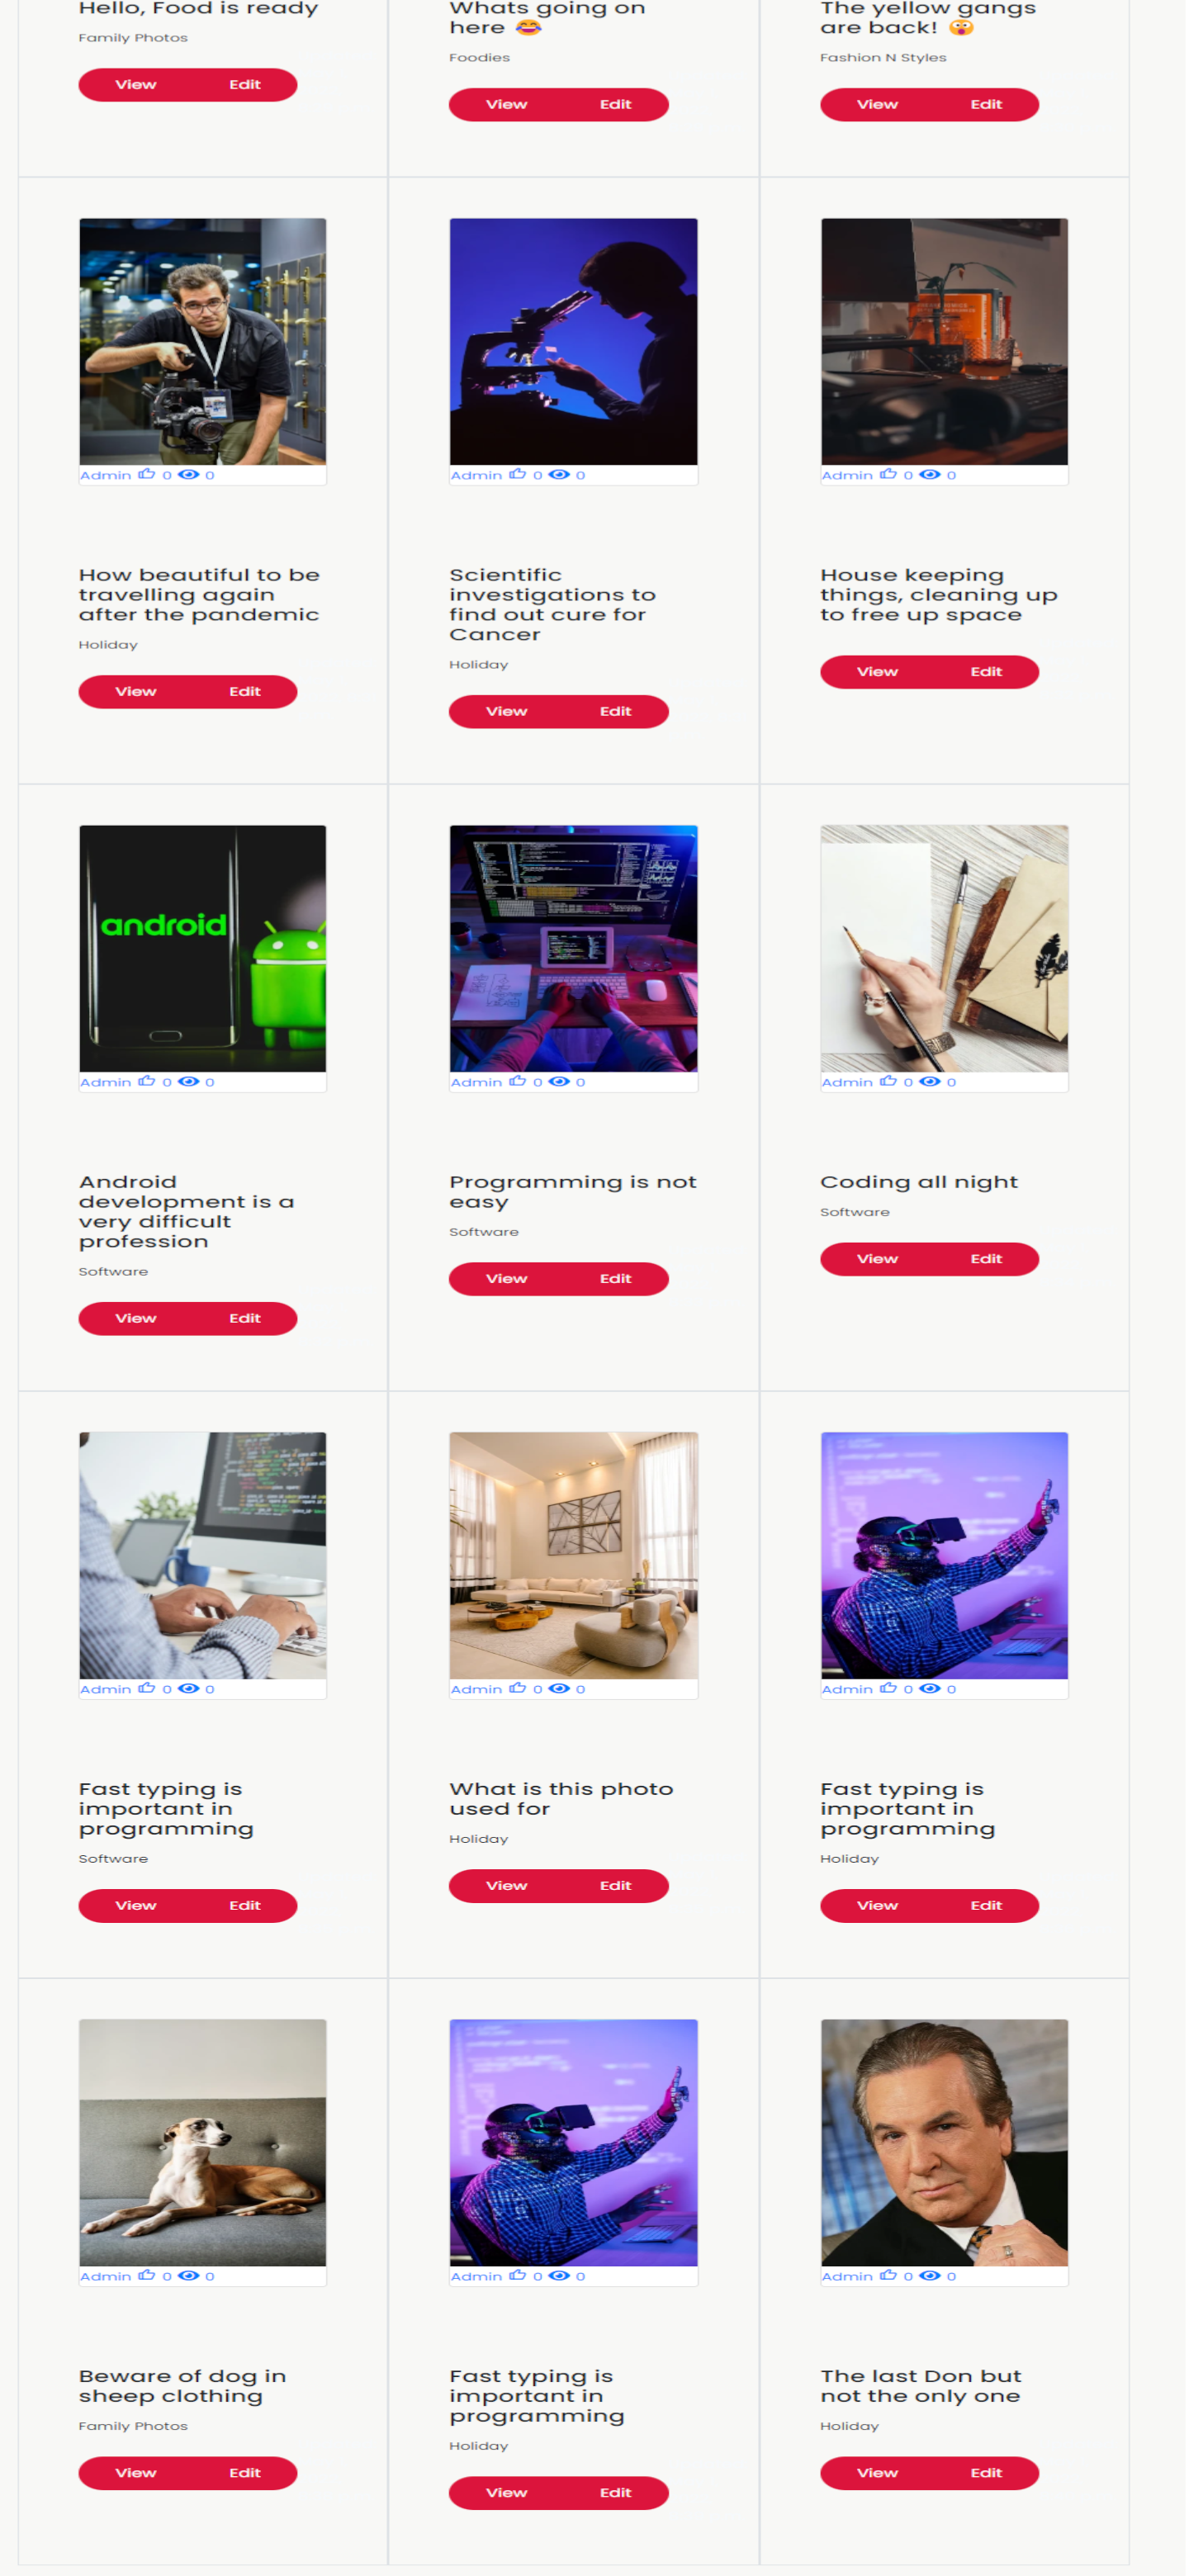 Hello, Food is ready
Family Photos
View Edit
Whats going on
here 😂
Foodies
View Edit
The yellow gangs
are back! 😲
Fashion N Styles
View Edit
Admin 0 0
How beautiful to be
travelling again
after the pandemic
Holiday
View Edit
Admin 0 0
Scientific
investigations to
find out cure for
Cancer
Holiday
View Edit
Admin 0 0
House keeping
things, cleaning up
to free up space
View Edit
android
Admin 0 0
Android
development is a
very difficult
profession
Software
View Edit
Admin 0 0
Programming is not
easy
Software
View Edit
Admin 0 0
Coding all night
Software
View Edit
Admin 0 0
Fast typing is
important in
programming
Software
View Edit
Admin 0 0
What is this photo
used for
Holiday
View Edit
Admin 0 0
Fast typing is
important in
programming
Holiday
View Edit
Admin 0 0
Beware of dog in
sheep clothing
Family Photos
View Edit
Admin 0 0
Fast typing is
important in
programming
Holiday
View Edit
Admin 0 0
The last Don but
not the only one
Holiday
View Edit